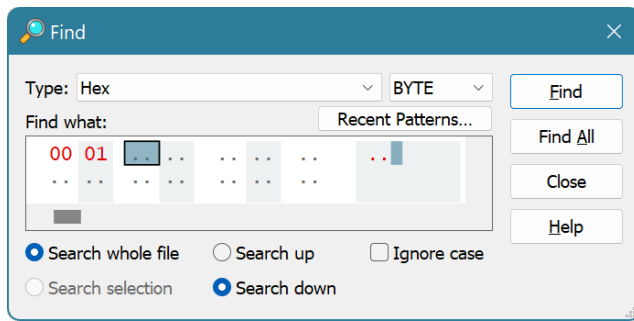 Find
Type: Hex BYTE
Find
Find what: Recent Patterns...
00 01 .. .. .. .. .. ..
.. .. .. .. .. .. ..
Find All
Close
Help
Search whole file Search up Ignore case
Search selection Search down